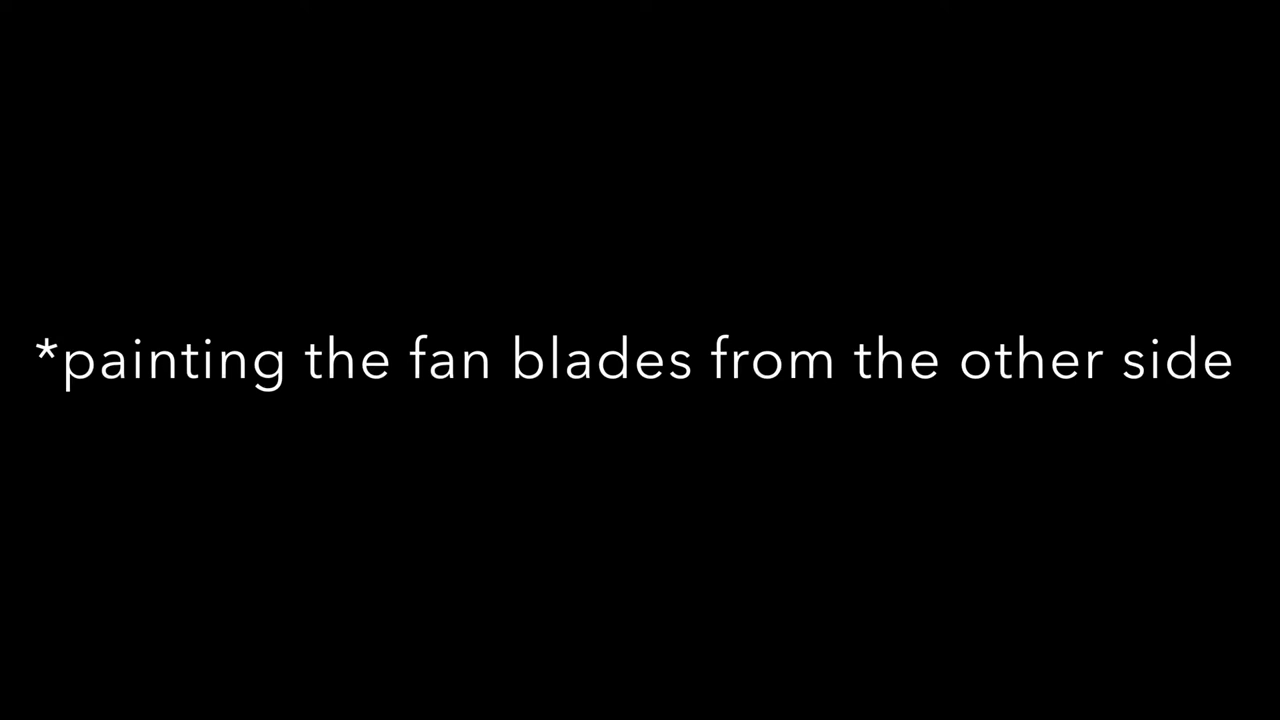 *painting the fan blades from the other side